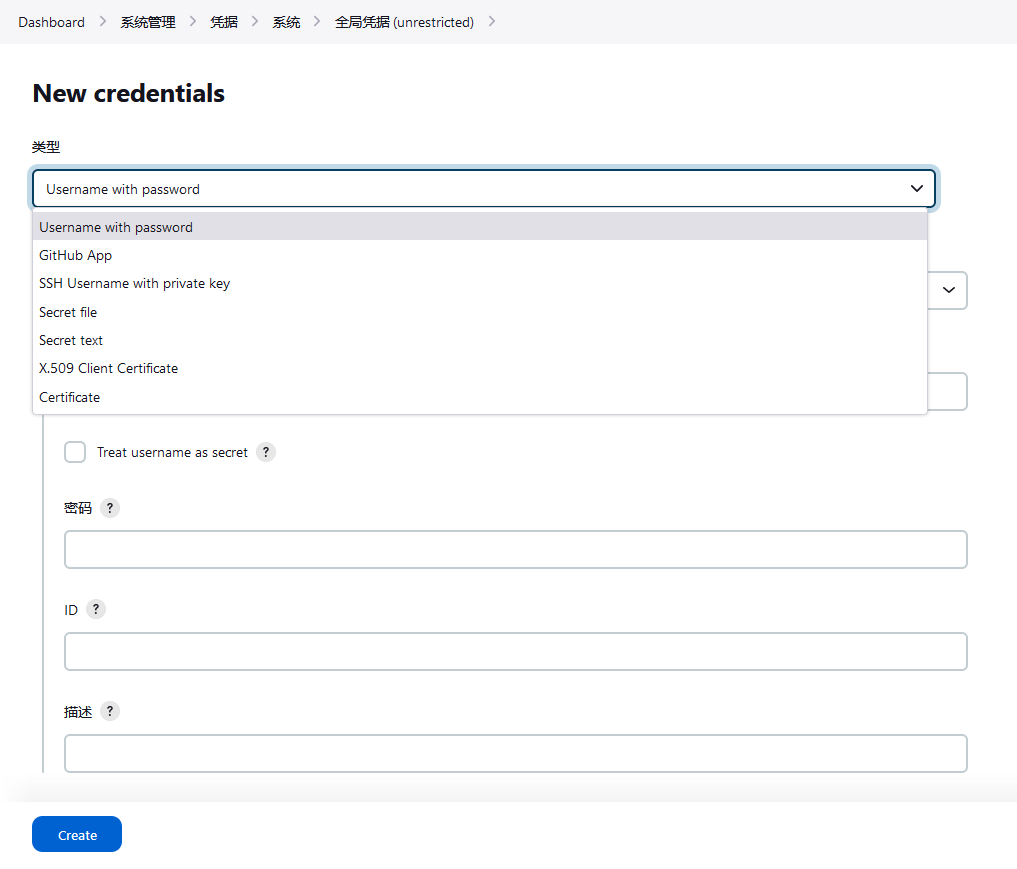 Dashboard > 系统管理 > 凭据 > 系统 > 全局凭据 (unrestricted) >
New credentials
类型
Username with password
Username with password
GitHub App
SSH Username with private key
Secret file
Secret text
X.509 Client Certificate
Certificate
Treat username as secret ?
密码 ?
ID ?
描述 ?
Create